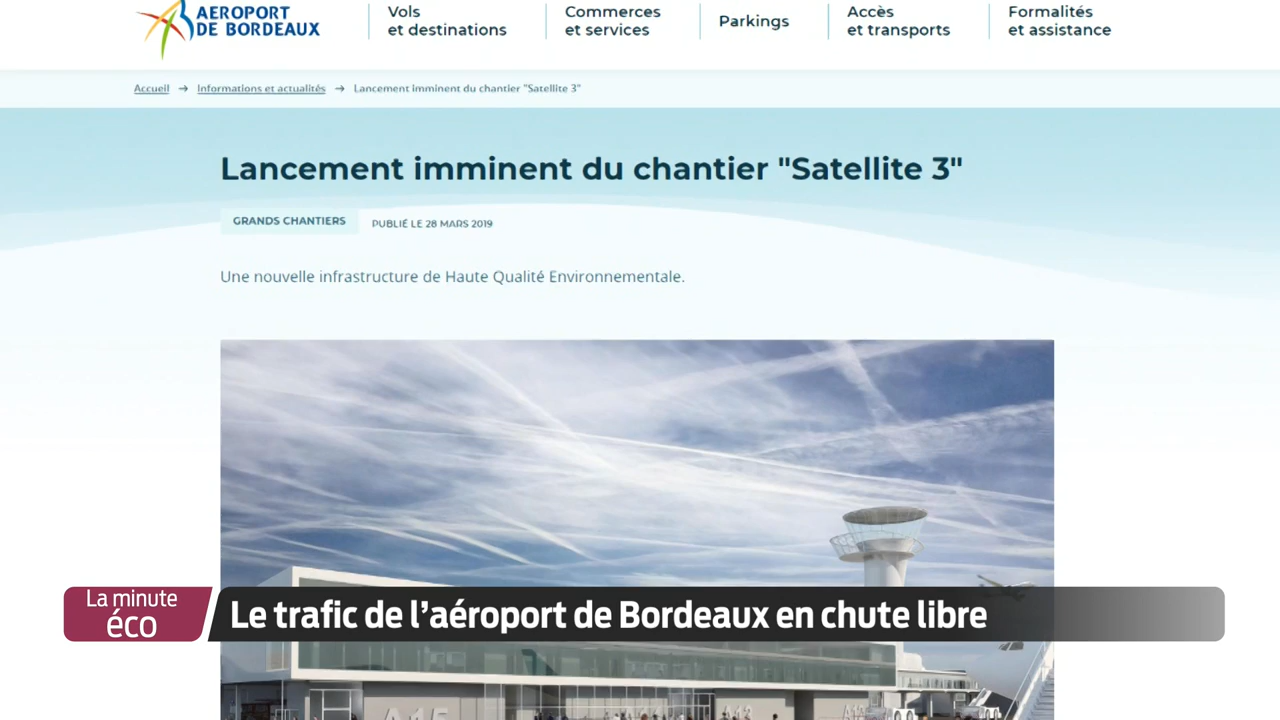 AEROPORT
DE BORDEAUX
Vols
et destinations
Commerces
et services
Parkings
Accès
et transports
Formalités
et assistance
Accueil → Informations et actualités → Lancement imminent du chantier "Satellite 3"
Lancement imminent du chantier "Satellite 3"
GRANDS CHANTIERS
PUBLIÉ LE 28 MARS 2019
Une nouvelle infrastructure de Haute Qualité Environnementale.
La minute
éco
Le trafic de l’aéroport de Bordeaux en chute libre
A15
A13